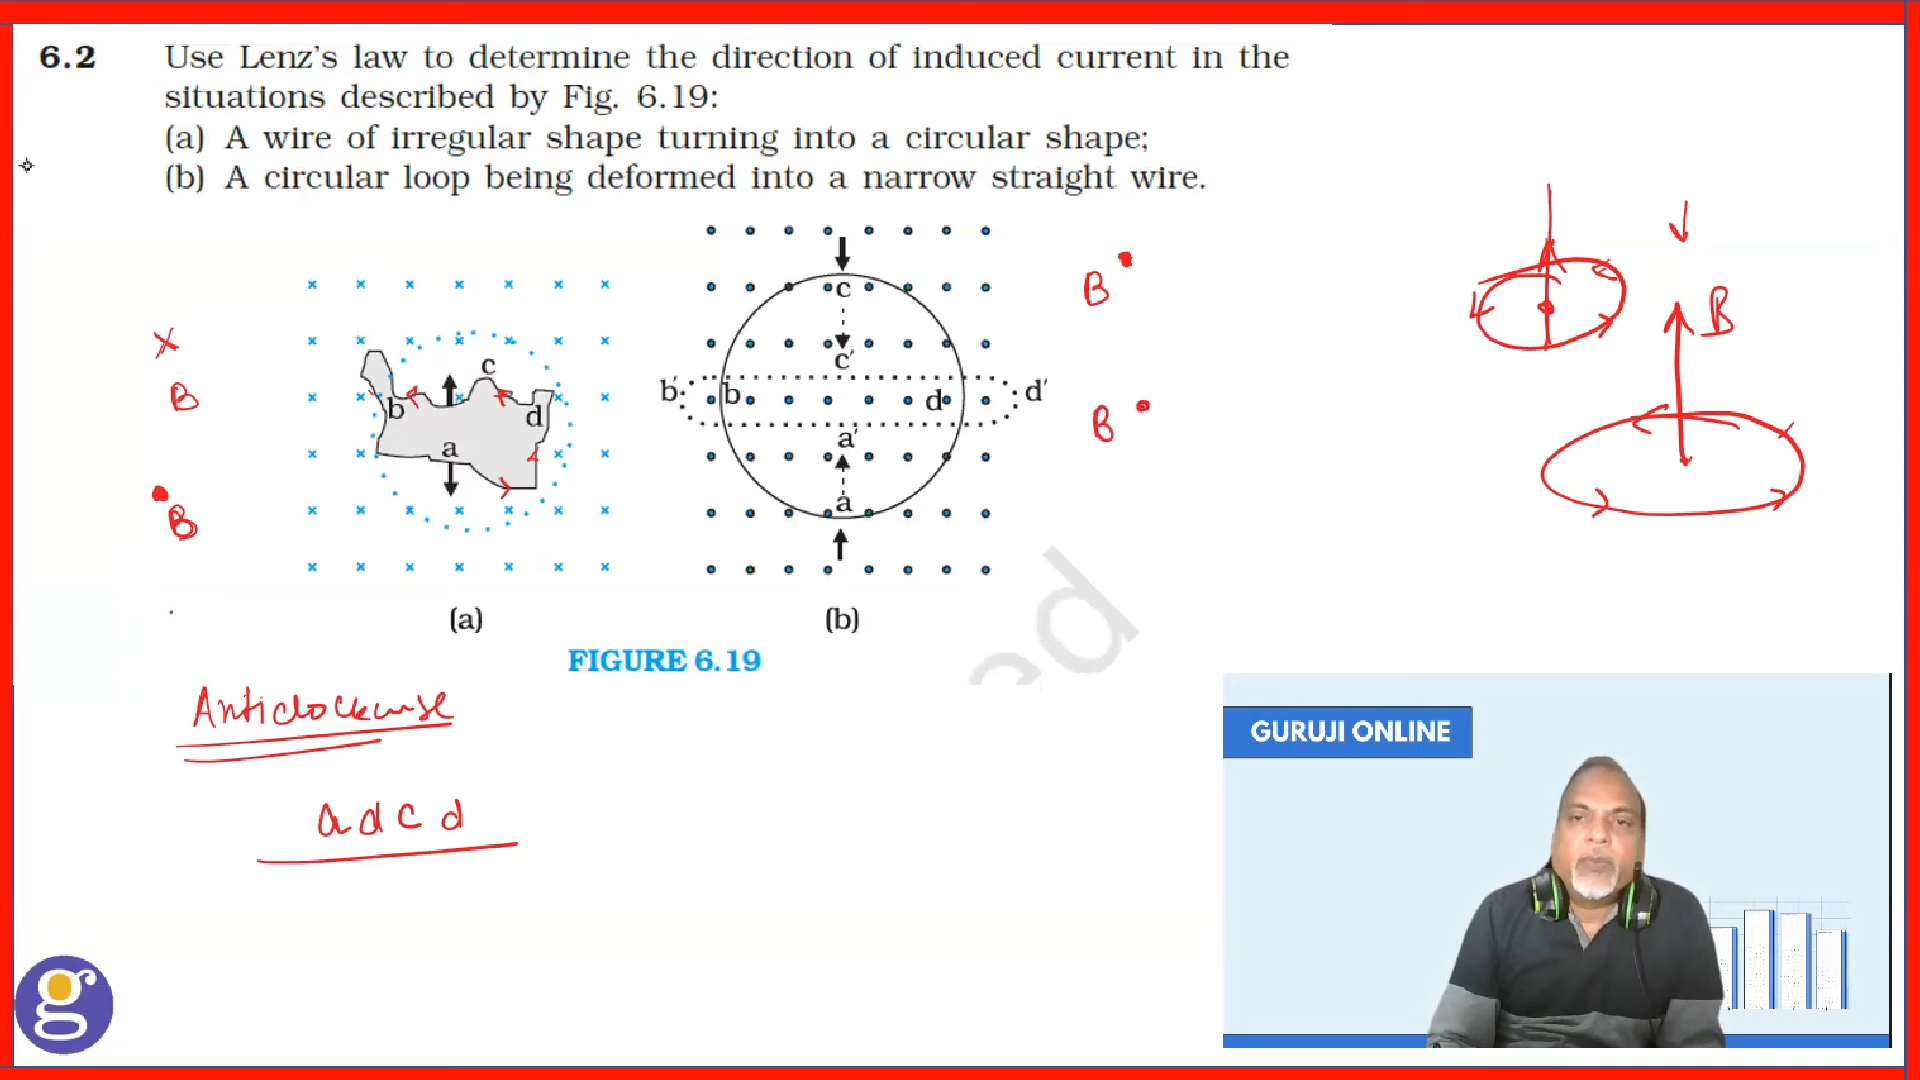 6.2 Use Lenz's law to determine the direction of induced current in the
situations described by Fig. 6.19:
(a) A wire of irregular shape turning into a circular shape;
(b) A circular loop being deformed into a narrow straight wire.
x
B
B
c
b
d
a
(a)
c
c′
b′ b d d′
a′
a
(b)
B
B
B
FIGURE 6.19
ed
Anticlockwise
a d c d
GURUJI ONLINE
g